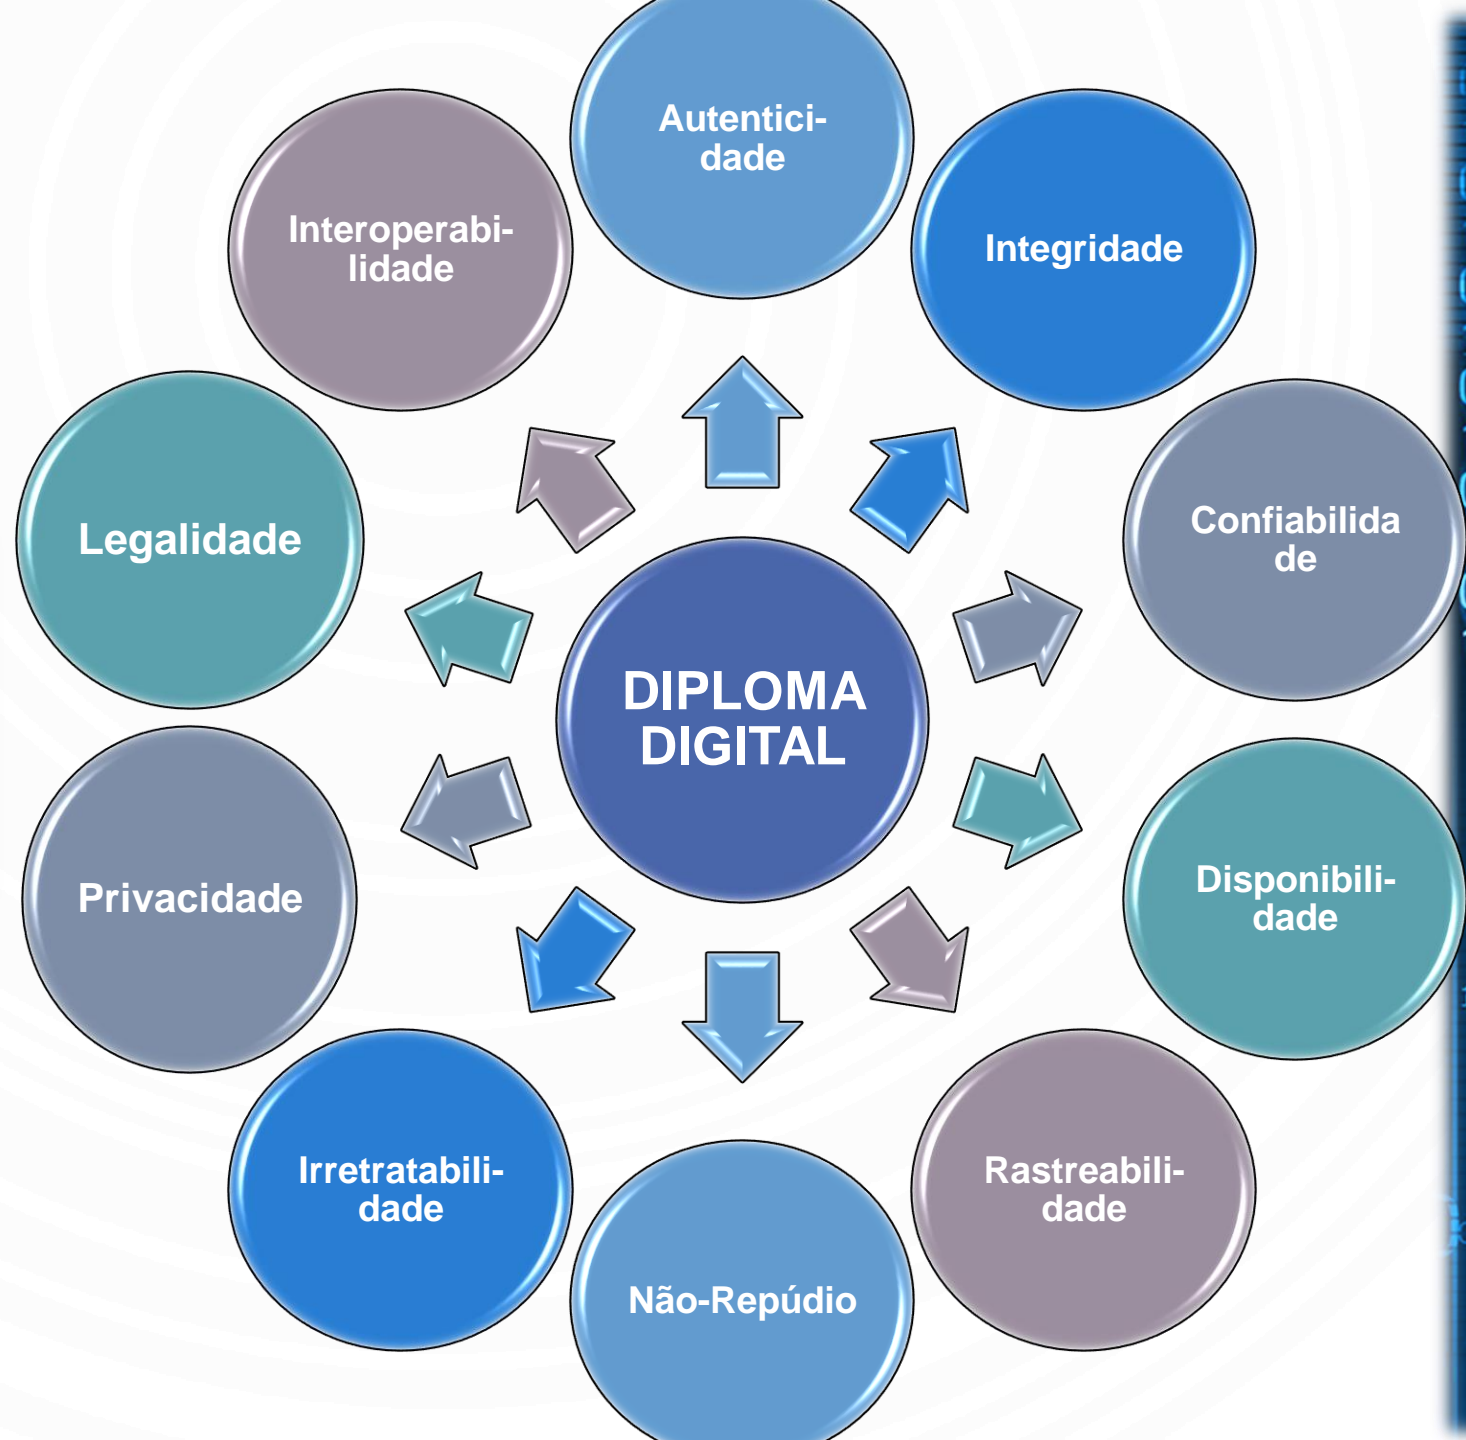 Autentici-
dade
Integridade
Confiabilida
de
Disponibili-
dade
Rastreabili-
dade
Não-Repúdio
Irretratabili-
dade
Privacidade
Legalidade
Interoperabi-
lidade
DIPLOMA
DIGITAL